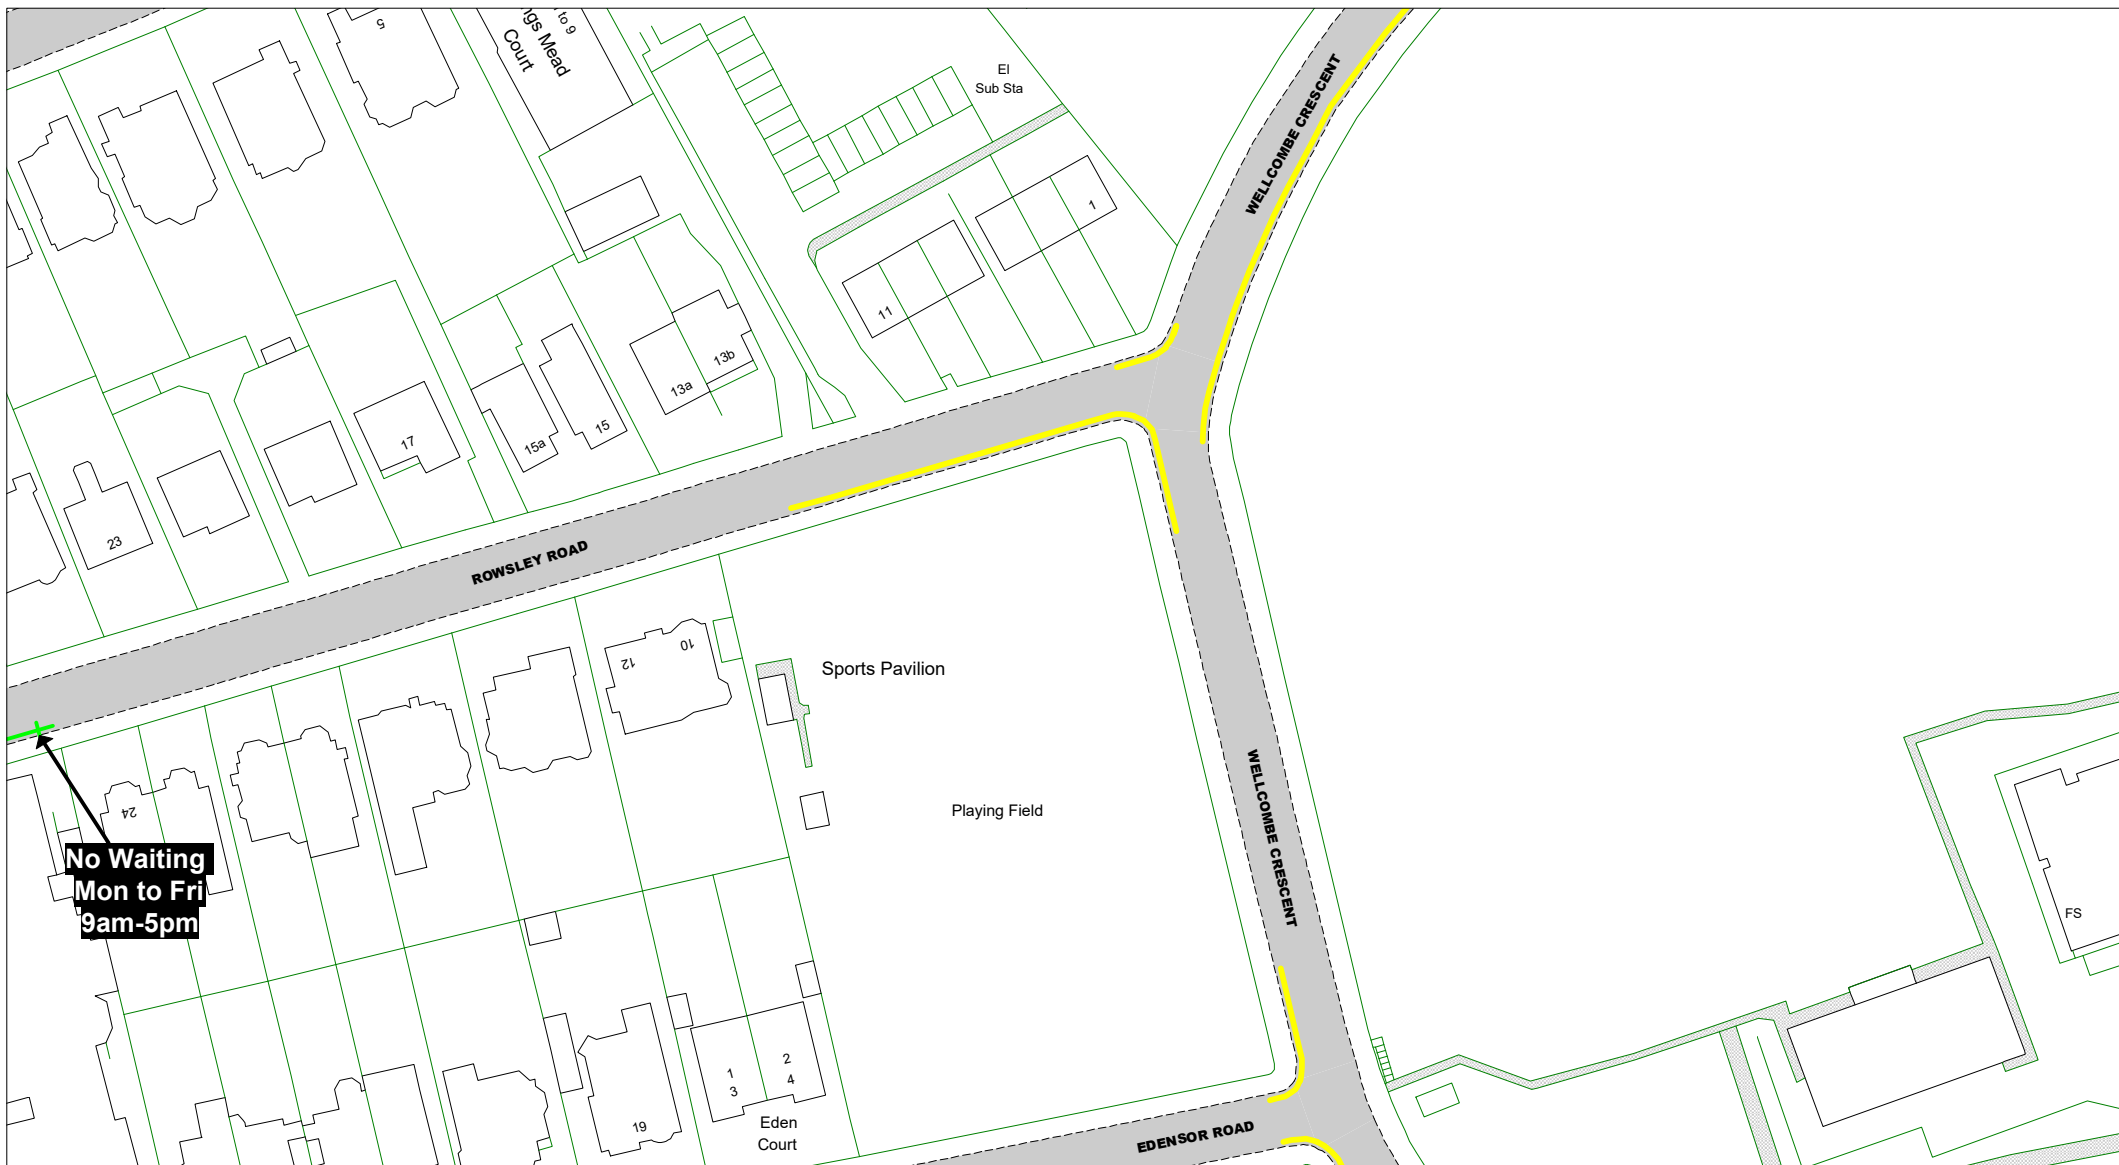 5
to 9
ngs Mead
Court
El
Sub Sta
WELLCOMBE CRESCENT
1
11
13b
13a
15
15a
17
23
ROWSLEY ROAD
10
12
Sports Pavilion
Playing Field
24
No Waiting
Mon to Fri
9am-5pm
WELLCOMBE CRESCENT
FS
1
2
3
4
19
Eden
Court
EDENSOR ROAD